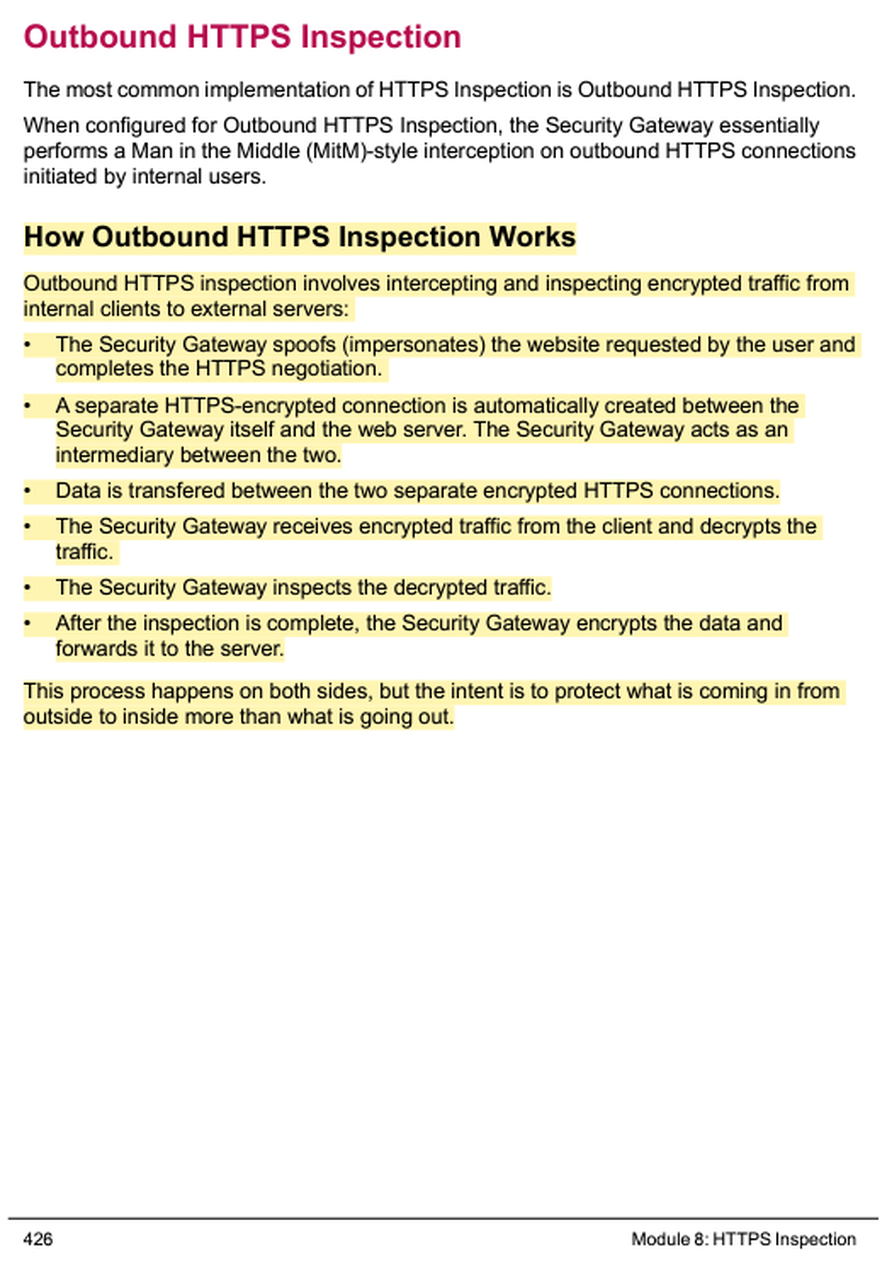 Outbound HTTPS Inspection
The most common implementation of HTTPS Inspection is Outbound HTTPS Inspection.
When configured for Outbound HTTPS Inspection, the Security Gateway essentially
performs a Man in the Middle (MitM)-style interception on outbound HTTPS connections
initiated by internal users.
How Outbound HTTPS Inspection Works
Outbound HTTPS inspection involves intercepting and inspecting encrypted traffic from
internal clients to external servers:
• The Security Gateway spoofs (impersonates) the website requested by the user and
completes the HTTPS negotiation.
• A separate HTTPS-encrypted connection is automatically created between the
Security Gateway itself and the web server. The Security Gateway acts as an
intermediary between the two.
• Data is transfered between the two separate encrypted HTTPS connections.
• The Security Gateway receives encrypted traffic from the client and decrypts the
traffic.
• The Security Gateway inspects the decrypted traffic.
• After the inspection is complete, the Security Gateway encrypts the data and
forwards it to the server.
This process happens on both sides, but the intent is to protect what is coming in from
outside to inside more than what is going out.
426 Module 8: HTTPS Inspection